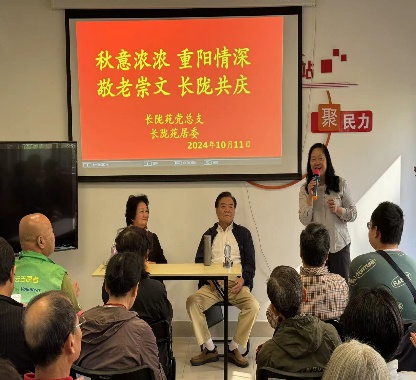 秋意浓浓 重阳情深
敬老崇文 长陇共庆
长陇苑党总支
长陇苑居委
2024年10月11日
站
聚民力